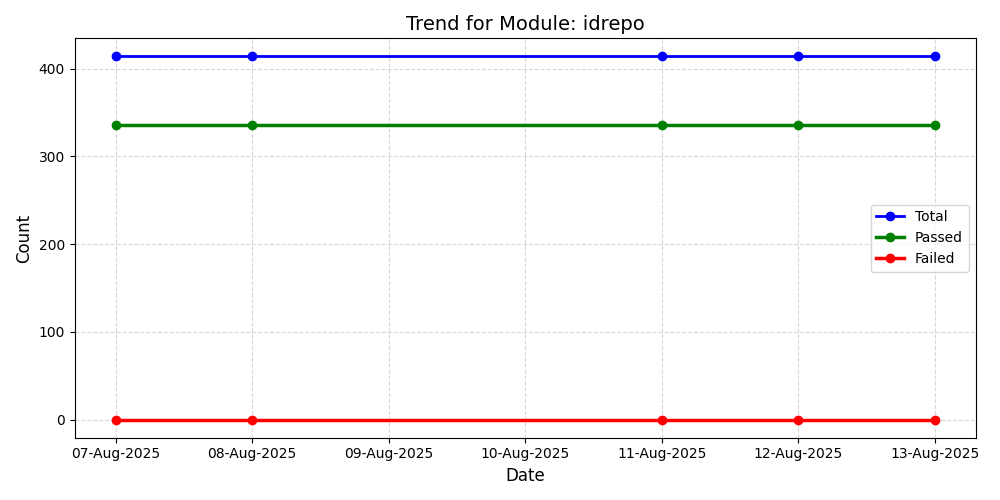 Trend for Module: idrepo
Count
400
300
200
100
0
Total
Passed
Failed
07-Aug-2025
08-Aug-2025
09-Aug-2025
10-Aug-2025
11-Aug-2025
12-Aug-2025
13-Aug-2025
Date